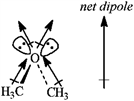 net dipole
O
H₃C CH₃